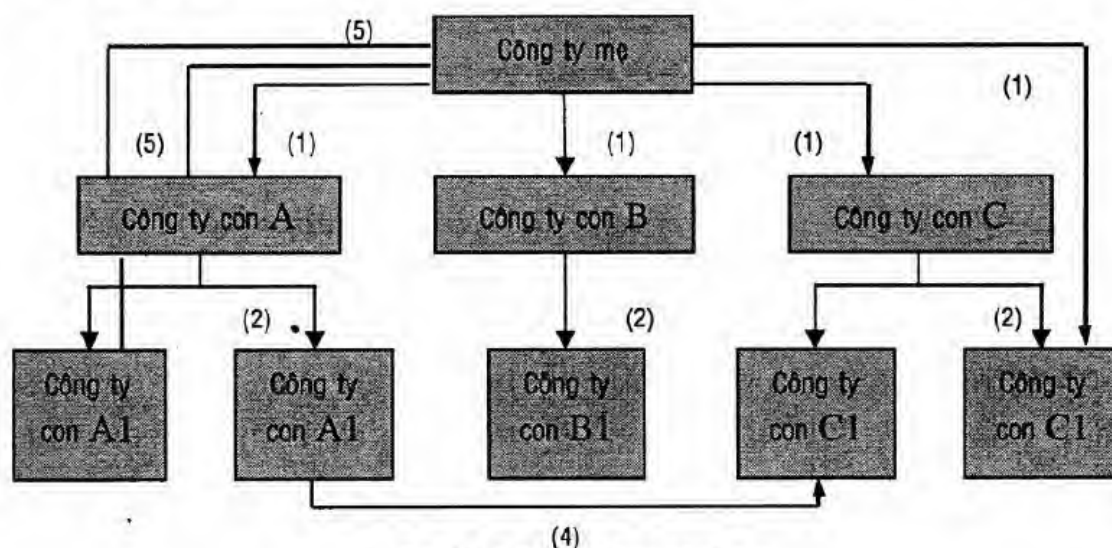 (5)
Công ty mẹ
(1)
(5)
(1)
(1)
(1)
Công ty con A
Công ty con B
Công ty con C
(2)
(2)
(2)
Công ty
con A1
Công ty
con A1
Công ty
con B1
Công ty
con C1
Công ty
con C1
(4)